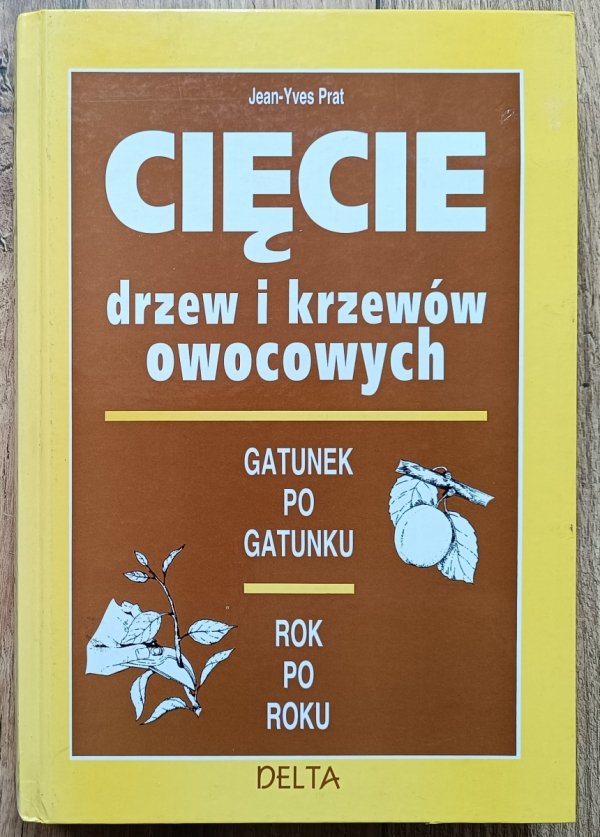 Jean-Yves Prat
CIĘCIE
drzew i krzewów
owocowych
GATUNEK
PO
GATUNKU
ROK
PO
ROKU
DELTA